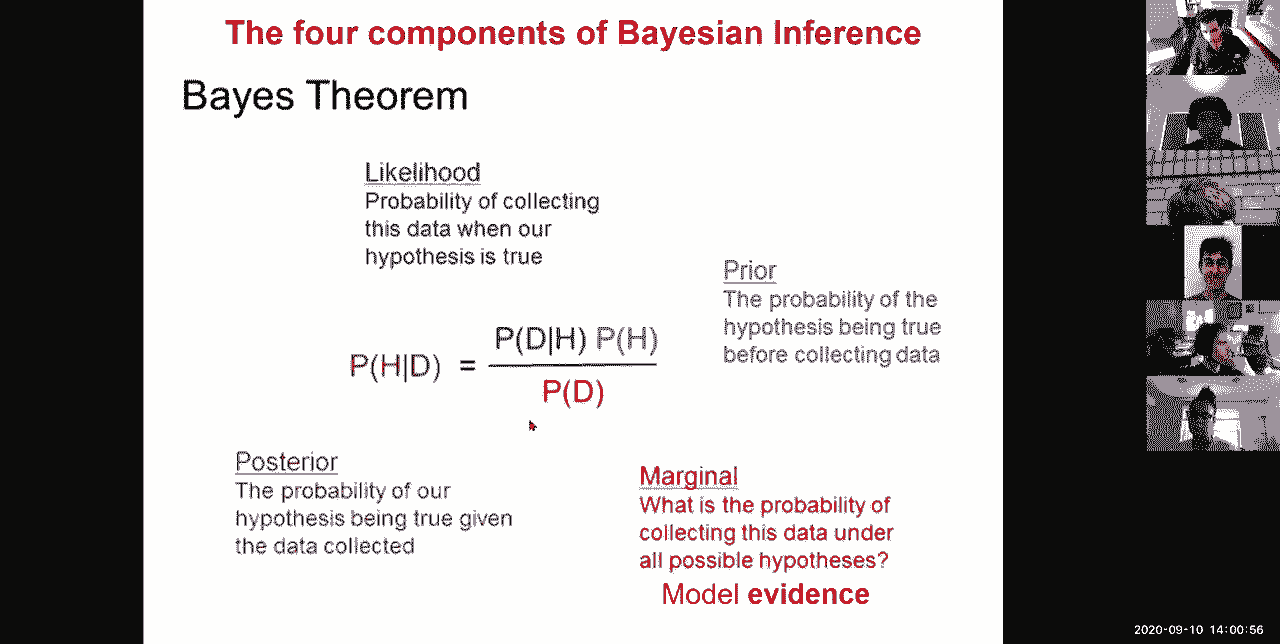 The four components of Bayesian Inference
Bayes Theorem
Likelihood
Probability of collecting
this data when our
hypothesis is true
Prior
The probability of the
hypothesis being true
before collecting data
P(H|D) = P(D|H) P(H)
P(D)
Posterior
The probability of our
hypothesis being true given
the data collected
Marginal
What is the probability of
collecting this data under
all possible hypotheses?
Model evidence
2020-09-10 14:00:56